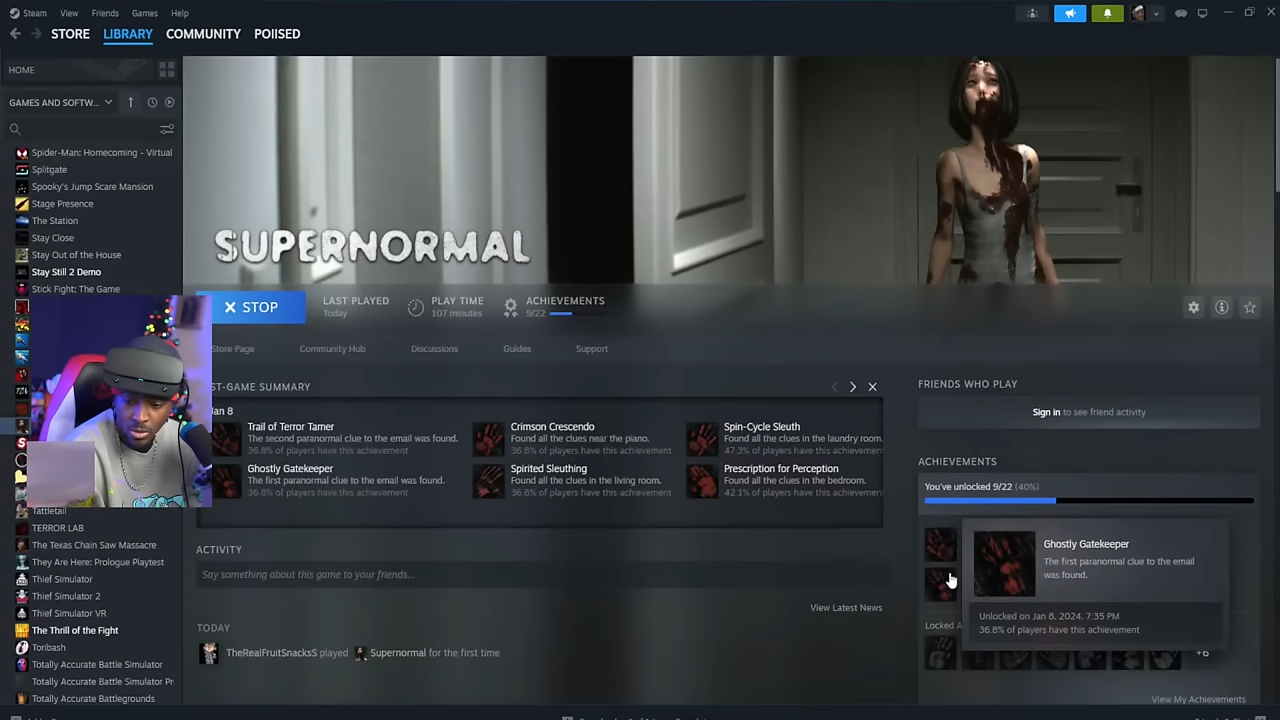 Steam View Friends Games Help
STORE LIBRARY COMMUNITY POIISED
HOME
GAMES AND SOFTW...
Spider-Man: Homecoming - Virtual
Splitgate
Spooky's Jump Scare Mansion
Stage Presence
The Station
Stay Close
Stay Out of the House
Stay Still 2 Demo
Stick Fight: The Game
Tattletail
TERROR LAB
The Texas Chain Saw Massacre
They Are Here: Prologue Playtest
Thief Simulator
Thief Simulator 2
Thief Simulator VR
The Thrill of the Fight
Toribash
Totally Accurate Battle Simulator
Totally Accurate Battle Simulator Pr
Totally Accurate Battlegrounds
SUPERNORMAL
STOP
LAST PLAYED
Today
PLAY TIME
107 minutes
ACHIEVEMENTS
9/22
Store Page Community Hub Discussions Guides Support
ST-GAME SUMMARY
Jan 8
Trail of Terror Tamer
The second paranormal clue to the email was found.
36.8% of players have this achievement
Crimson Crescendo
Found all the clues near the piano.
36.8% of players have this achievement
Spin-Cycle Sleuth
Found all the clues in the laundry room.
47.3% of players have this achievement
Ghostly Gatekeeper
The first paranormal clue to the email was found.
36.8% of players have this achievement
Spirited Sleuthing
Found all the clues in the living room.
36.8% of players have this achievement
Prescription for Perception
Found all the clues in the bedroom.
42.1% of players have this achievement
ACTIVITY
Say something about this game to your friends...
View Latest News
TODAY
TheRealFruitSnacksS played Supernormal for the first time
FRIENDS WHO PLAY
Sign in to see friend activity
ACHIEVEMENTS
You've unlocked 9/22 (40%)
Ghostly Gatekeeper
The first paranormal clue to the email
was found.
Unlocked on Jan 8, 2024, 7:35 PM
36.8% of players have this achievement
Locked A
+6
View My Achievements